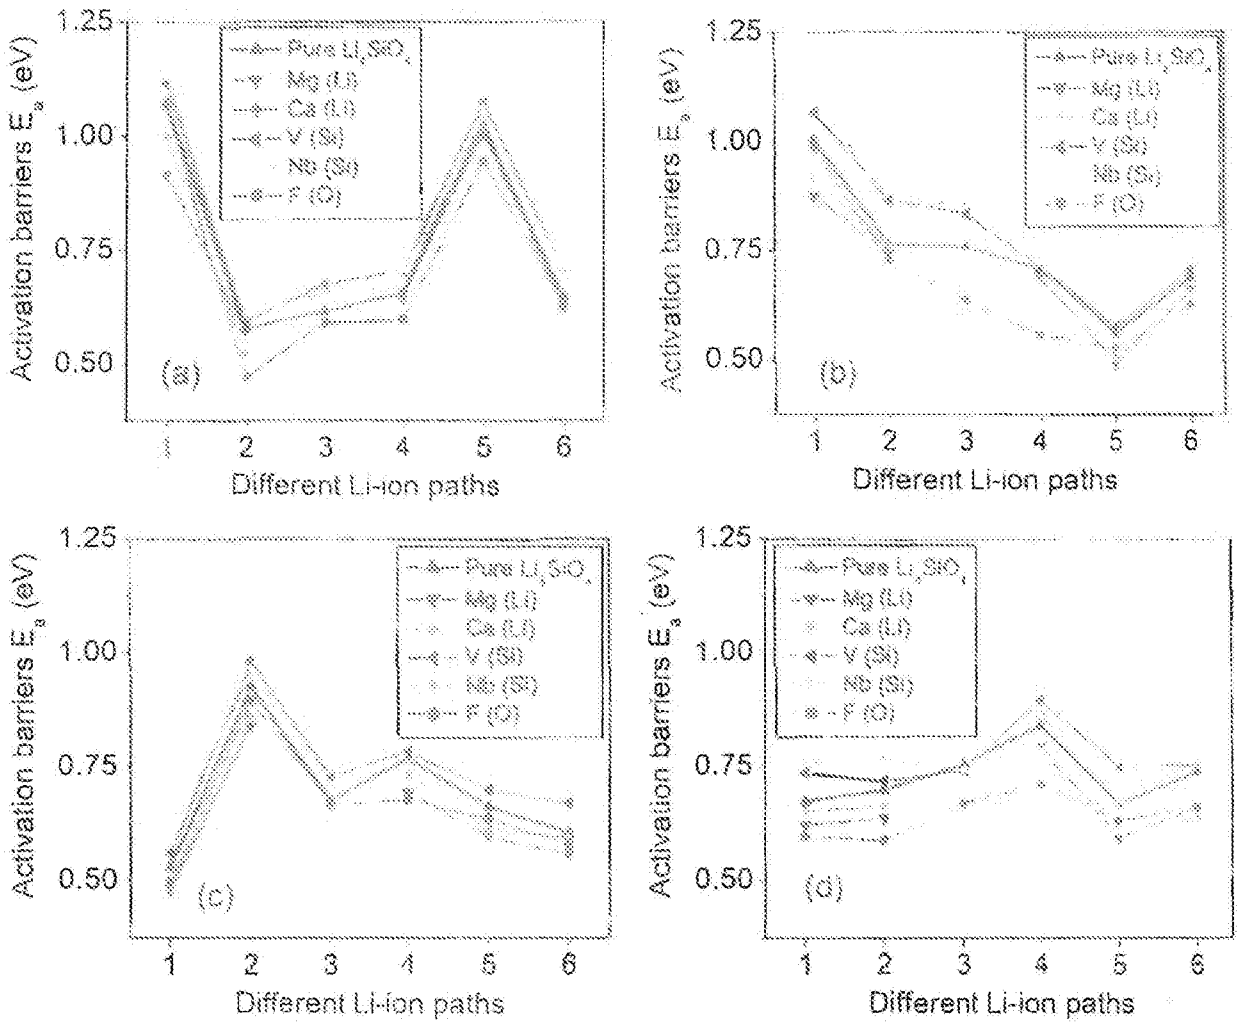 1.25
1.00
0.75
0.50
Activation barriers Eₐ (eV)
Pure Li₄SiO₄
Mg (Li)
Ca (Li)
V (Si)
Nb (Si)
F (O)
(a)
1 2 3 4 5 6
Different Li-ion paths
1.25
1.00
0.75
0.50
Activation barriers Eₐ (eV)
Pure Li₄SiO₄
Mg (Li)
Ca (Li)
V (Si)
Nb (Si)
F (O)
(b)
1 2 3 4 5 6
Different Li-ion paths
1.25
1.00
0.75
0.50
Activation barriers Eₐ (eV)
Pure Li₄SiO₄
Mg (Li)
Ca (Li)
V (Si)
Nb (Si)
F (O)
(c)
1 2 3 4 5 6
Different Li-ion paths
1.25
1.00
0.75
0.50
Activation barriers Eₐ (eV)
Pure Li₄SiO₄
Mg (Li)
Ca (Li)
V (Si)
Nb (Si)
F (O)
(d)
1 2 3 4 5 6
Different Li-ion paths